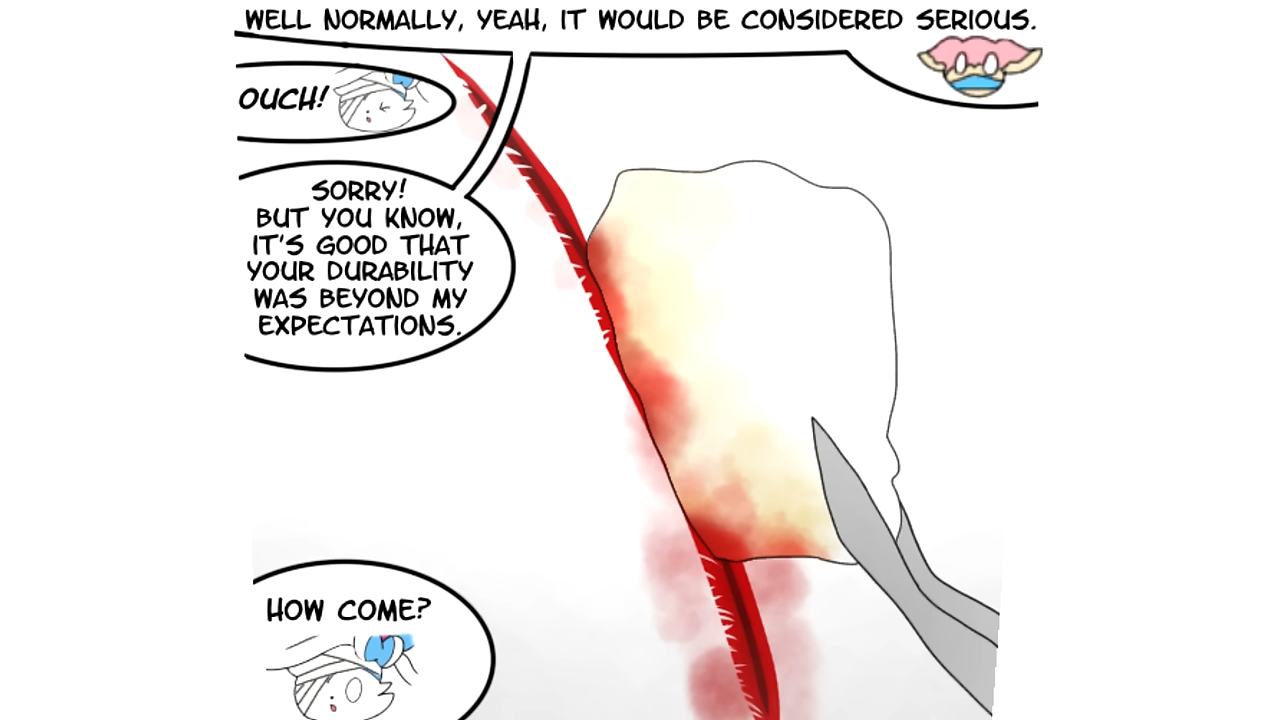 WELL NORMALLY, YEAH, IT WOULD BE CONSIDERED SERIOUS.
OUCH!
SORRY!
BUT YOU KNOW,
IT'S GOOD THAT
YOUR DURABILITY
WAS BEYOND MY
EXPECTATIONS.
HOW COME?